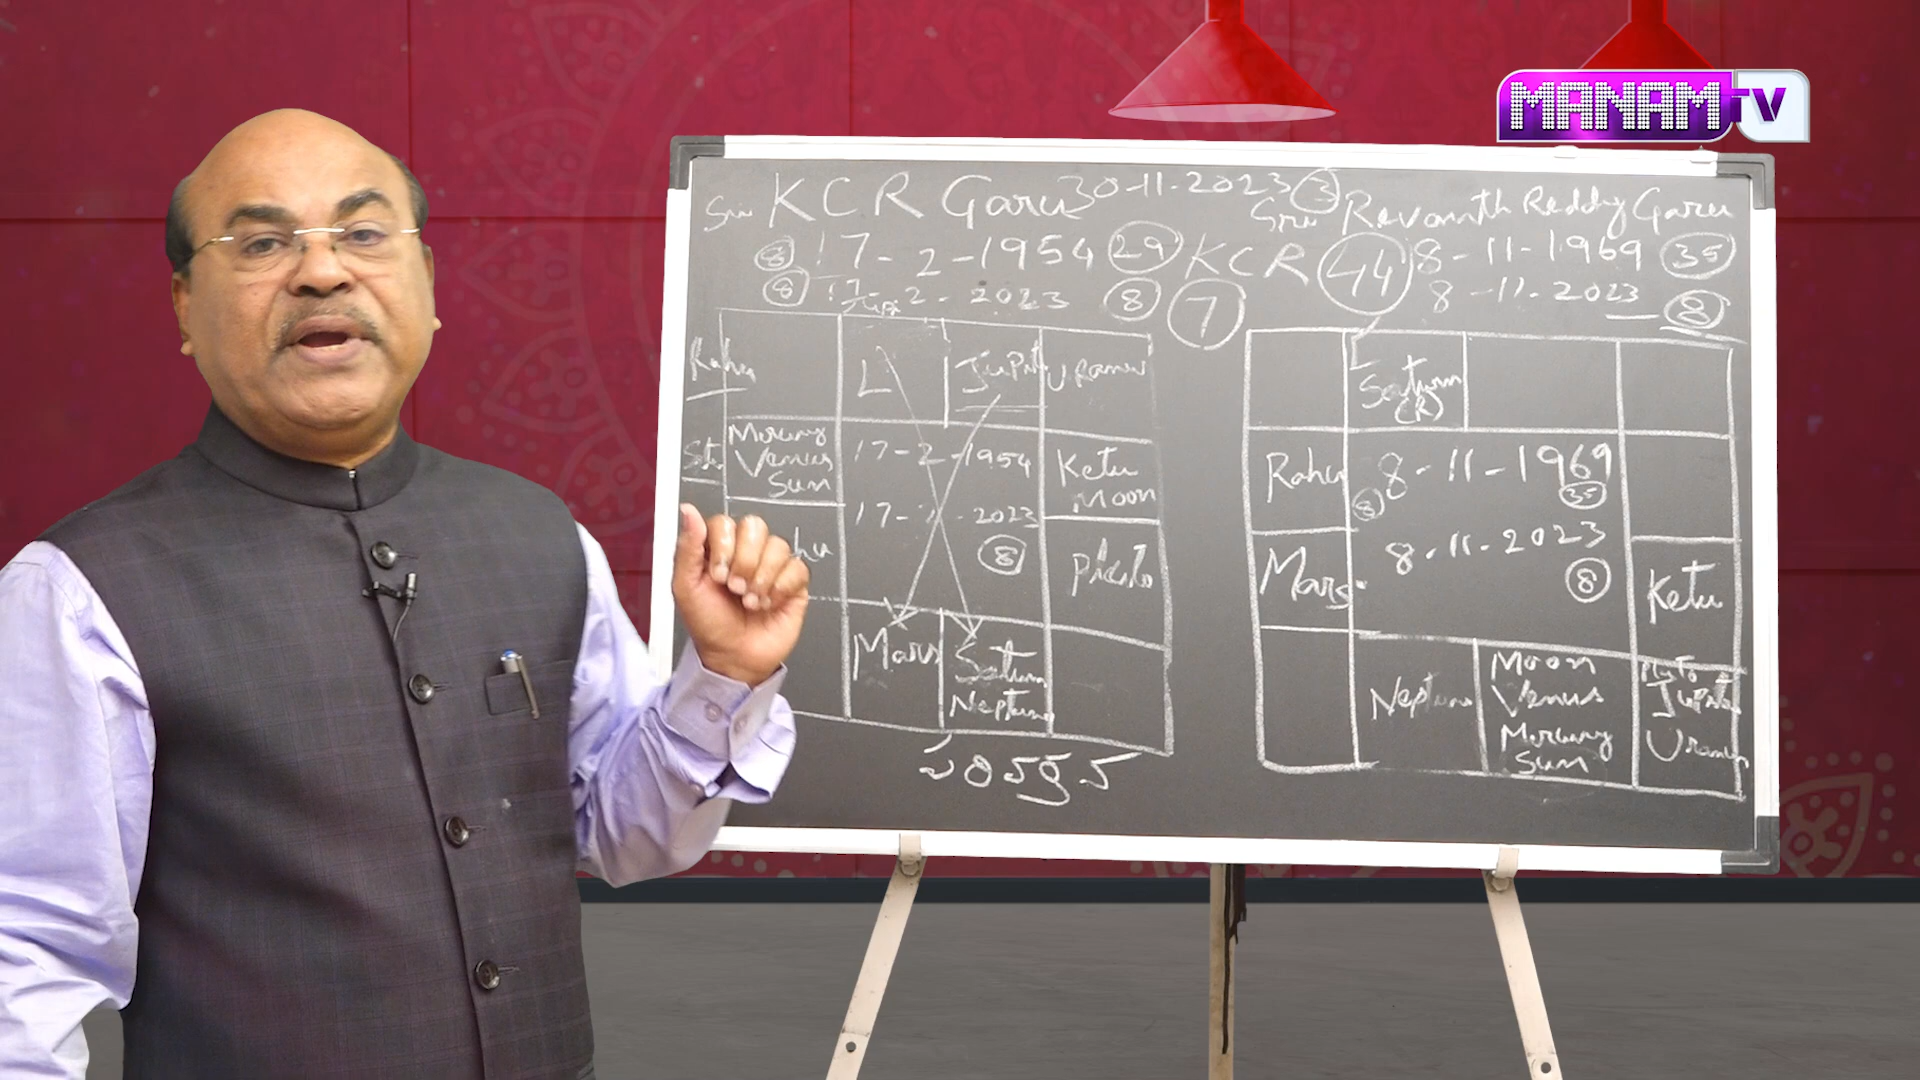 MANAM TV
Sri KCR Garu 30-11-2023 3 Sri Revanth Reddy Garu
8 17-2-1954 29 KCR 44 8-11-1969 35
8 17-2-2023 8 7 8-11-2023 8
Rahu L Jupit Uranus
Mercury
Venus
Sun
17-2-1954
Ketu
Moon
17-2-2023
8
Pluto
Mars
Saturn
Neptune
Saturn
(R)
Rahu
8-11-1969
8 35
Mars
8-11-2023
8
Ketu
Neptune
Moon
Venus
Mercury
Sun
Pluto
Jupiter
Uranus